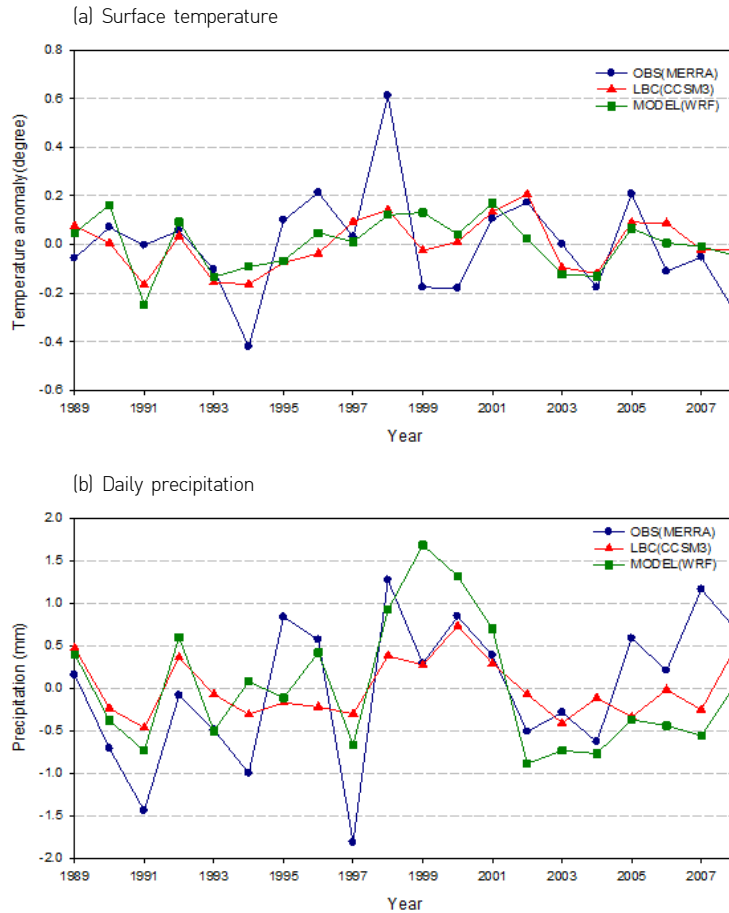 (a) Surface temperature
0.8
0.6
0.4
0.2
0.0
-0.2
-0.4
-0.6
Temperature anomaly(degree)
OBS(MERRA)
LBC(CCSM3)
MODEL(WRF)
1989 1991 1993 1995 1997 1999 2001 2003 2005 2007
Year
(b) Daily precipitation
2.0
1.5
1.0
0.5
0.0
-0.5
-1.0
-1.5
-2.0
Precipitation (mm)
OBS(MERRA)
LBC(CCSM3)
MODEL(WRF)
1989 1991 1993 1995 1997 1999 2001 2003 2005 2007
Year